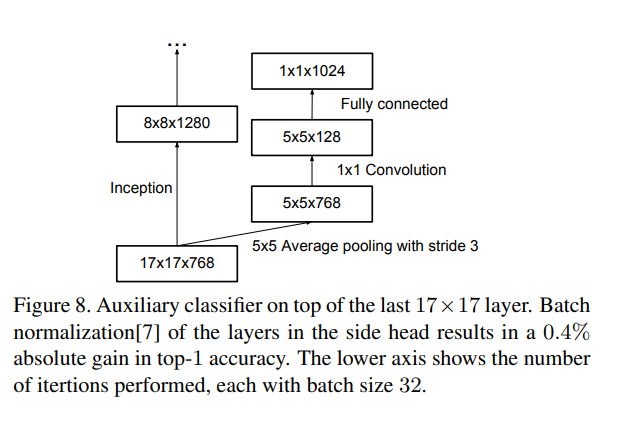 ...
1x1x1024
Fully connected
8x8x1280
5x5x128
1x1 Convolution
Inception
5x5x768
5x5 Average pooling with stride 3
17x17x768
Figure 8. Auxiliary classifier on top of the last 17×17 layer. Batch
normalization[7] of the layers in the side head results in a 0.4%
absolute gain in top-1 accuracy. The lower axis shows the number
of itertions performed, each with batch size 32.